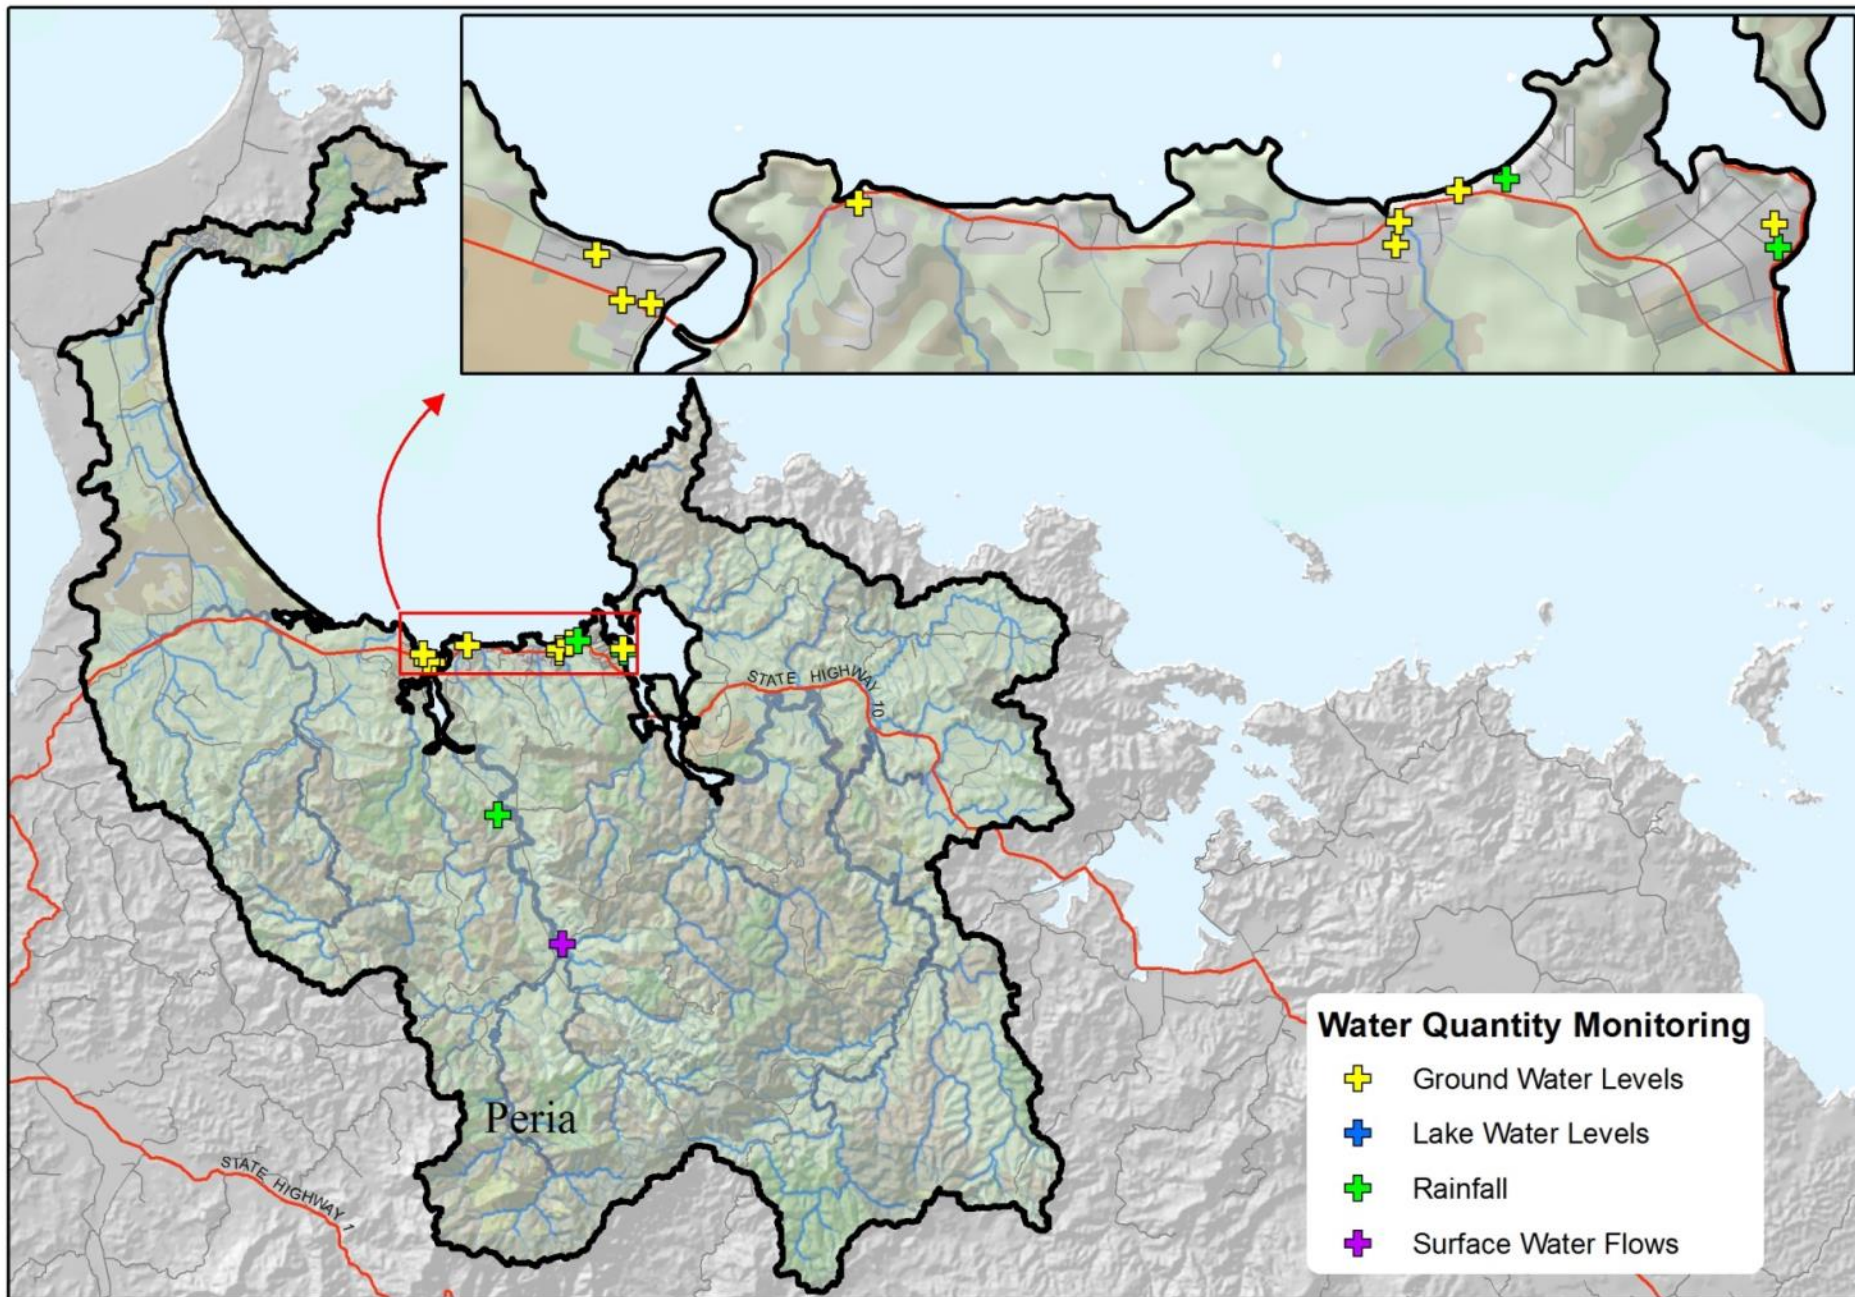 STATE HIGHWAY 10
Peria
STATE HIGHWAY 1
Water Quantity Monitoring
Ground Water Levels
Lake Water Levels
Rainfall
Surface Water Flows